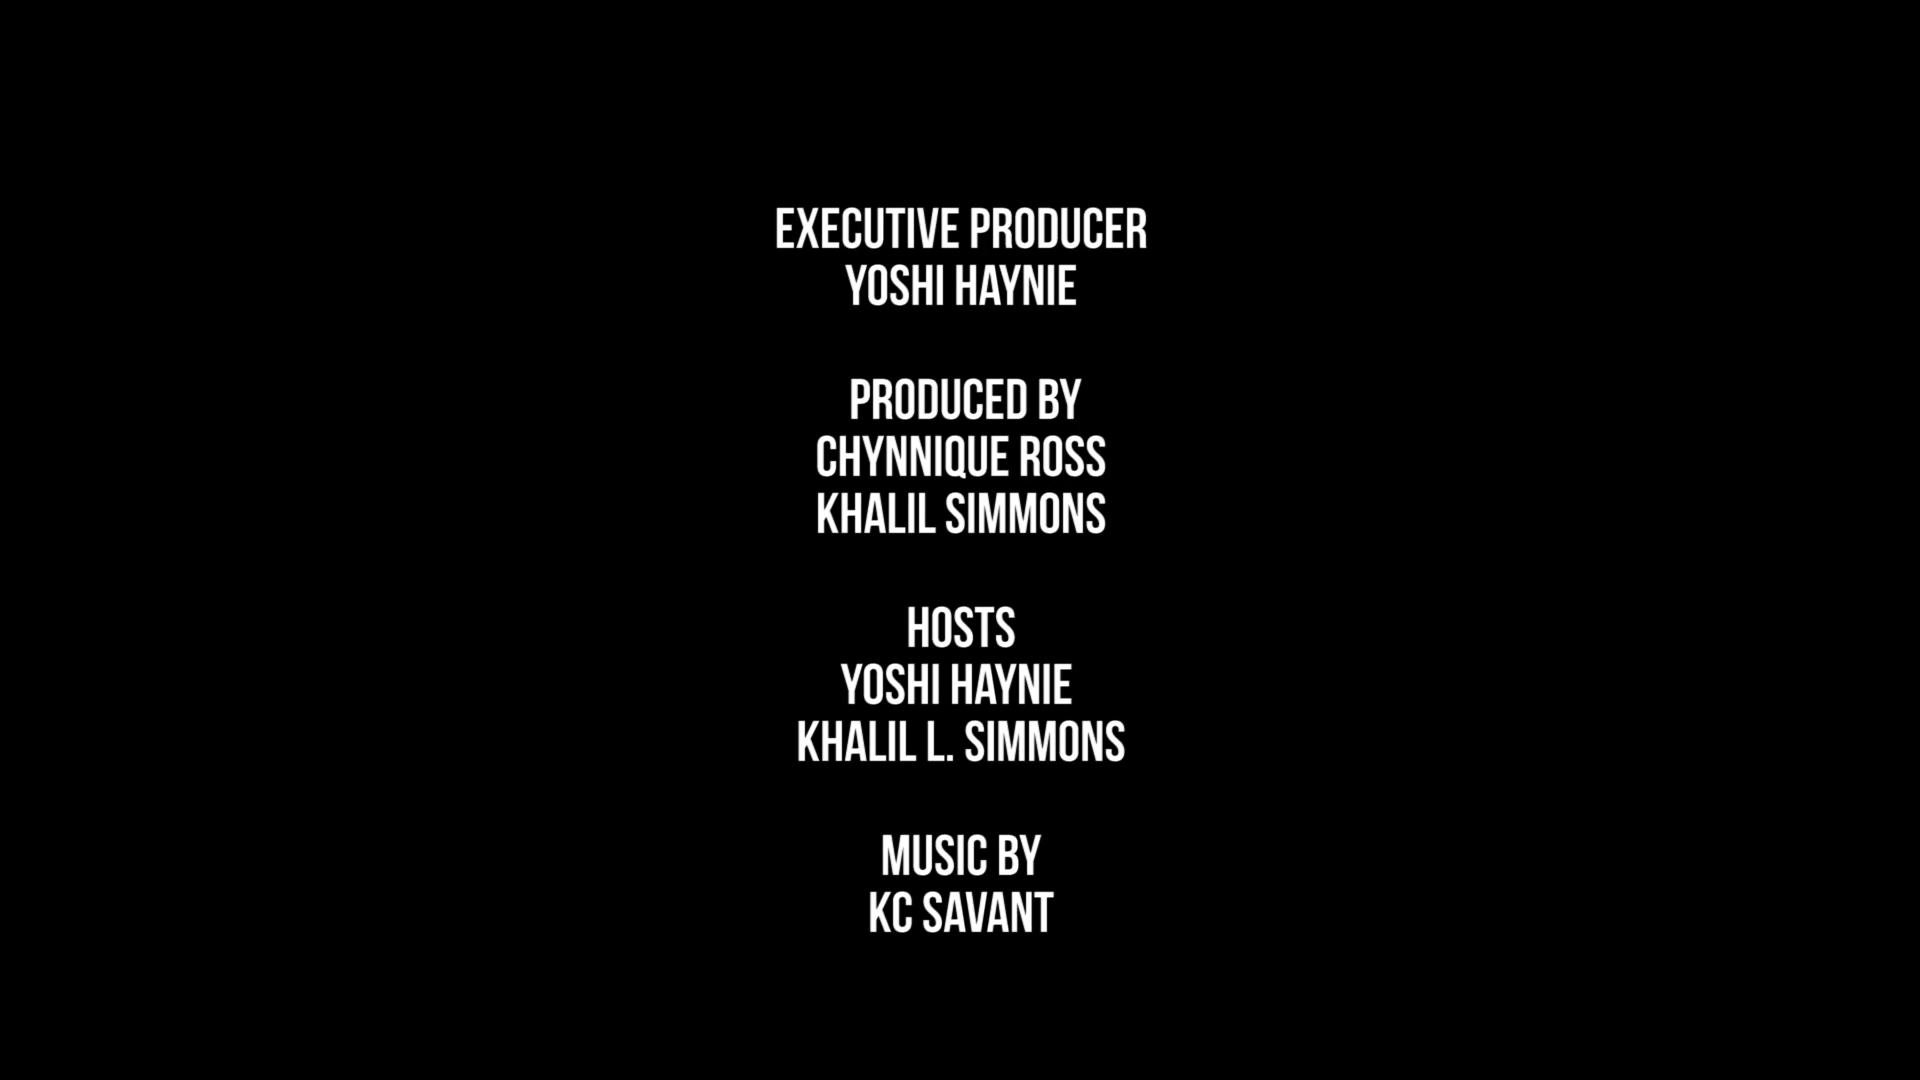 EXECUTIVE PRODUCER
YOSHI HAYNIE
PRODUCED BY
CHYNNIQUE ROSS
KHALIL SIMMONS
HOSTS
YOSHI HAYNIE
KHALIL L. SIMMONS
MUSIC BY
KC SAVANT